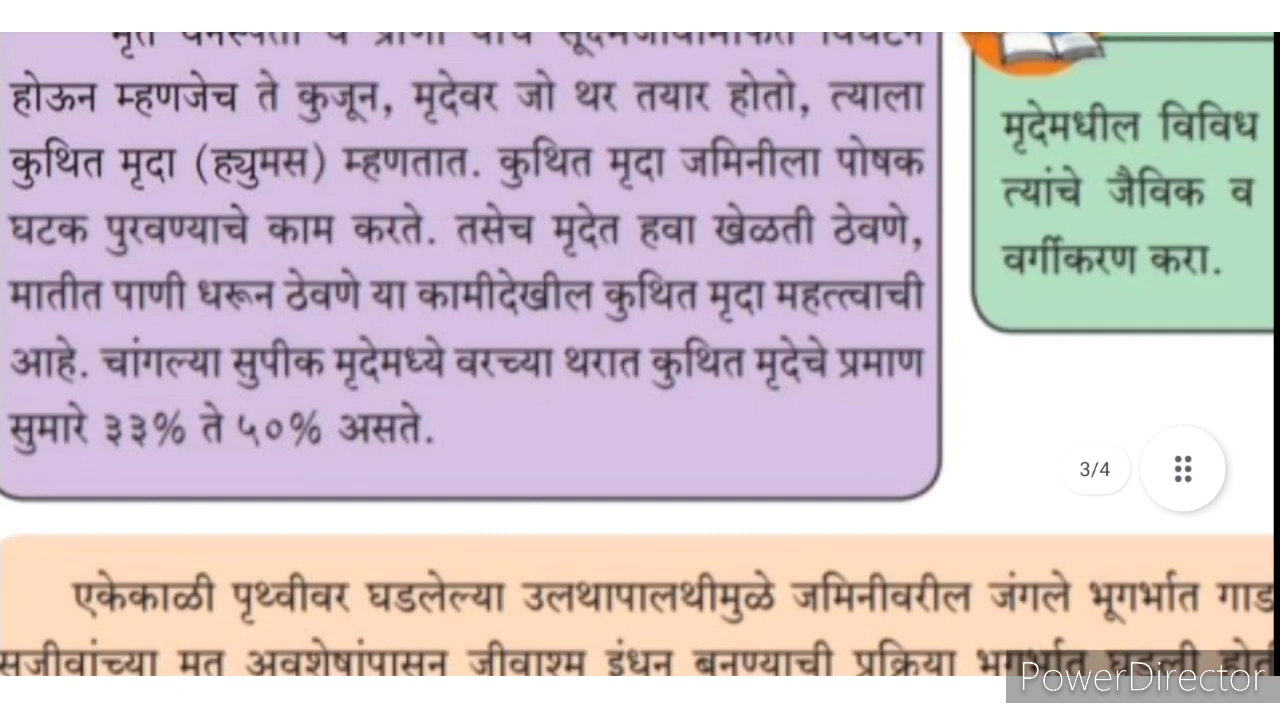 होऊन म्हणजेच ते कुजून, मृदेवर जो थर तयार होतो, त्याला
कुथित मृदा (ह्युमस) म्हणतात. कुथित मृदा जमिनीला पोषक
घटक पुरवण्याचे काम करते. तसेच मृदेत हवा खेळती ठेवणे,
मातीत पाणी धरून ठेवणे या कामीदेखील कुथित मृदा महत्त्वाची
आहे. चांगल्या सुपीक मृदेमध्ये वरच्या थरात कुथित मृदेचे प्रमाण
सुमारे ३३% ते ५०% असते.
मृदेमधील विविध
त्यांचे जैविक व
वर्गीकरण करा.
3/4
एकेकाळी पृथ्वीवर घडलेल्या उलथापालथीमुळे जमिनीवरील जंगले भूगर्भात गाड
सजीवांच्या मृत अवशेषांपासून जीवाश्म इंधन बनण्याची प्रक्रिया भूगर्भात घडली
PowerDirector